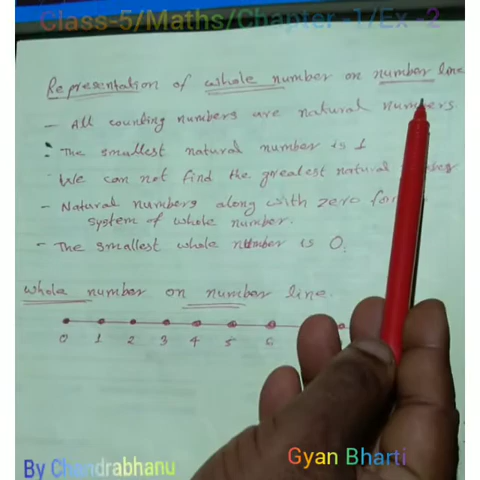 Class-5/Maths/Chapter -1/Ex -2
Representation of whole number on number line
- All counting numbers are natural numbers.
: The smallest natural number is 1
We can not find the greatest natural
- Natural numbers along with zero
system of whole number.
- The smallest whole number is 0.
whole number on number line.
0 1 2 3 4 5 6
By Chandrabhanu
Gyan Bharti